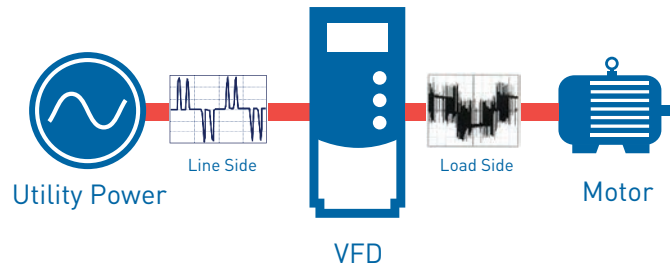 Line Side
Load Side
Utility Power
Motor
VFD